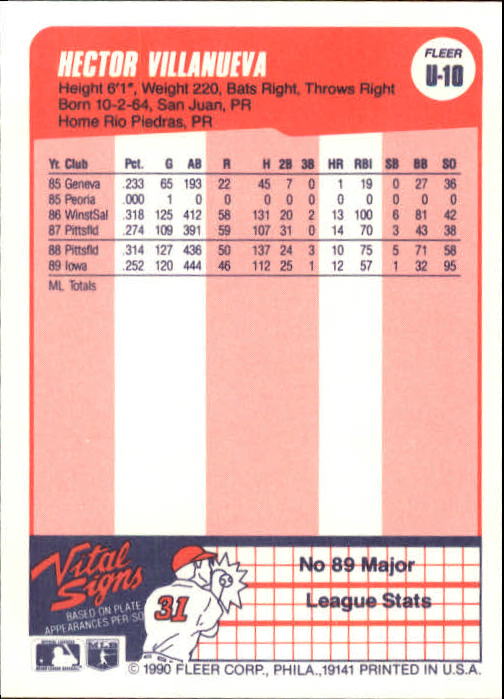 HECTOR VILLANUEVA
FLEER
U-10
Height 6'1", Weight 220, Bats Right, Throws Right
Born 10-2-64, San Juan, PR
Home Rio Piedras, PR
Yr. Club Pct. G AB R H 2B 3B HR RBI SB BB SO
85 Geneva .233 65 193 22 45 7 0 1 19 0 27 36
85 Peoria .000 1 0 0 0 0 0 0 0 0 0 0
86 WinstSal .318 125 412 58 131 20 2 13 100 6 81 42
87 Pittsfld .274 109 391 59 107 31 0 14 70 3 43 38
88 Pittsfld .314 127 436 50 137 24 3 10 75 5 71 58
89 Iowa .252 120 444 46 112 25 1 12 57 1 32 95
ML Totals
Vital
Signs
BASED ON PLATE
APPEARANCES PER SO
31
No 89 Major
League Stats
MLB
© 1990 FLEER CORP., PHILA., 19141 PRINTED IN U.S.A.